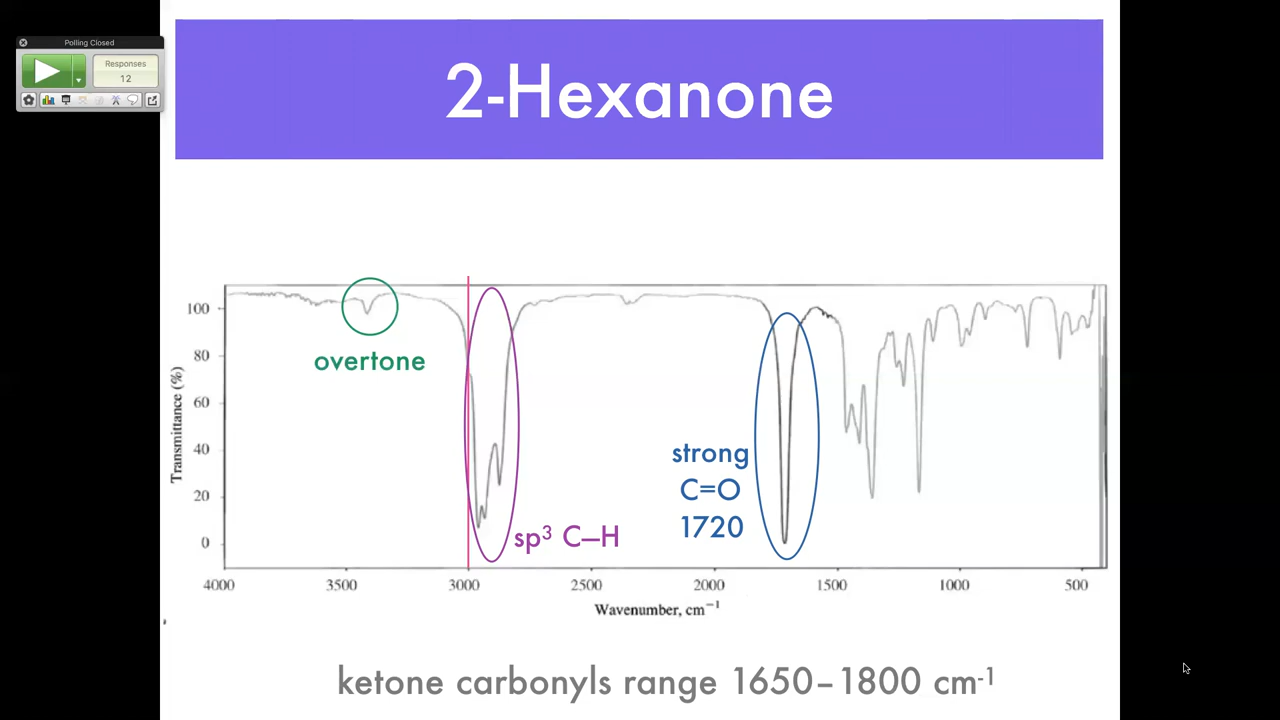 Polling Closed
Responses
12
2-Hexanone
100
80
60
40
20
0
Transmittance (%)
overtone
sp³ C—H
strong
C=O
1720
4000 3500 3000 2500 2000 1500 1000 500
Wavenumber, cm⁻¹
ketone carbonyls range 1650–1800 cm⁻¹